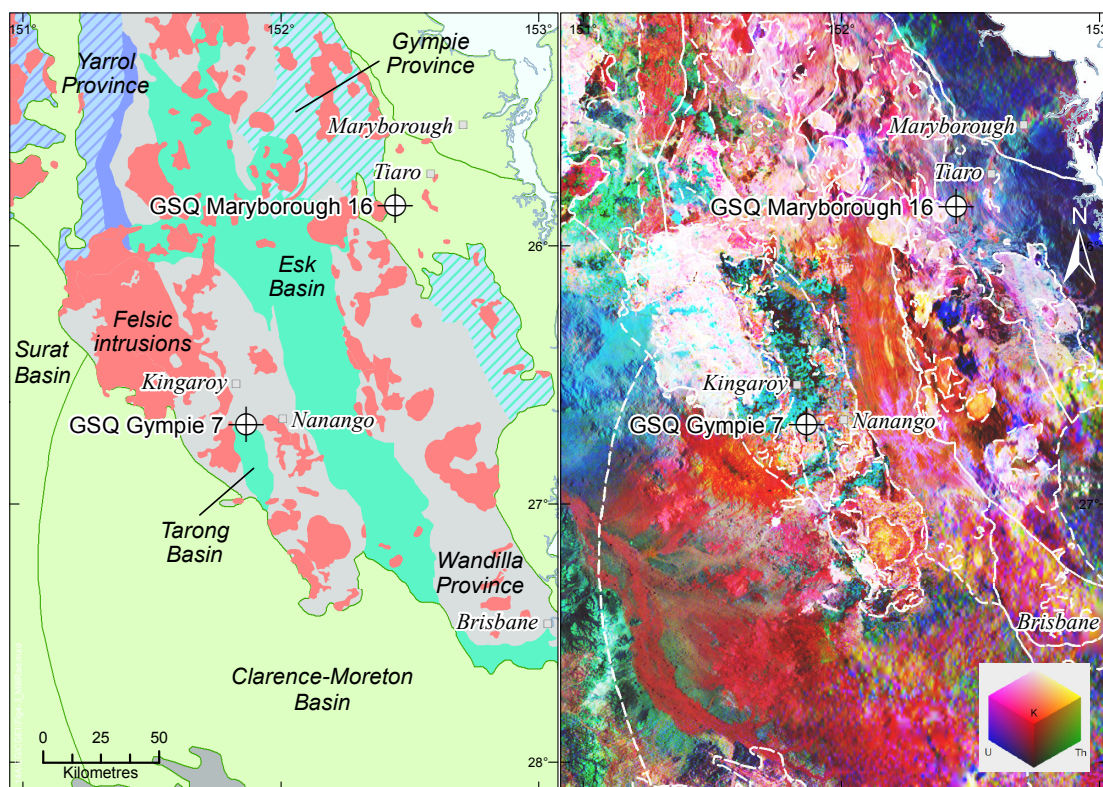 151°
152°
153°
Yarrol
Province
Gympie
Province
Maryborough
Tiaro
GSQ Maryborough 16
26°
Esk
Basin
Felsic
intrusions
Surat
Basin
Kingaroy
GSQ Gympie 7
Nanango
Tarong
Basin
27°
Wandilla
Province
Brisbane
Clarence-Moreton
Basin
0 25 50
Kilometres
28°
151°
152°
153°
Maryborough
Tiaro
GSQ Maryborough 16
N
26°
Kingaroy
GSQ Gympie 7
Nanango
27°
Brisbane
K
U
Th
28°